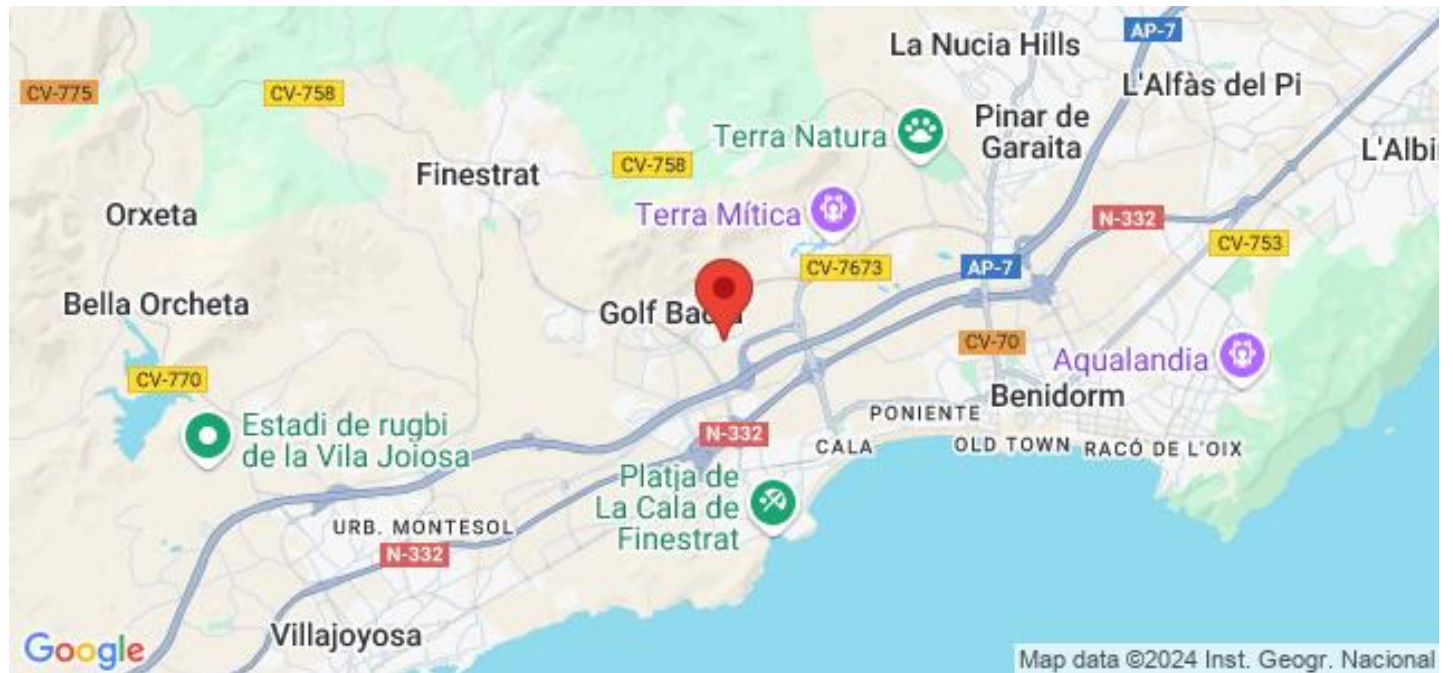 La Nucia Hills
AP-7
CV-775
CV-758
L'Alfàs del Pi
Terra Natura
Pinar de
Garaita
L'Albi
Finestrat
CV-758
Orxeta
Terra Mítica
N-332
CV-753
CV-7673
AP-7
Bella Orcheta
Golf Ba
CV-70
Aqualandia
CV-770
Benidorm
PONIENTE
Estadi de rugbi
de la Vila Joiosa
N-332
CALA
OLD TOWN
RACÓ DE L'OIX
Platja de
La Cala de
Finestrat
URB. MONTESOL
N-332
Villajoyosa
Google
Map data ©2024 Inst. Geogr. Nacional